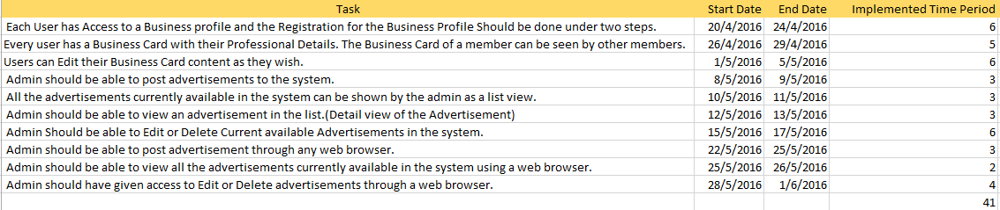 Task Start Date End Date Implemented Time Period
Each User has Access to a Business profile and the Registration for the Business Profile Should be done under two steps. 20/4/2016 24/4/2016 6
Every user has a Business Card with their Professional Details. The Business Card of a member can be seen by other members. 26/4/2016 29/4/2016 5
Users can Edit their Business Card content as they wish. 1/5/2016 5/5/2016 6
Admin should be able to post advertisements to the system. 8/5/2016 9/5/2016 3
All the advertisements currently available in the system can be shown by the admin as a list view. 10/5/2016 11/5/2016 3
Admin should be able to view an advertisement in the list.(Detail view of the Advertisement) 12/5/2016 13/5/2016 3
Admin Should be able to Edit or Delete Current available Advertisements in the system. 15/5/2016 17/5/2016 6
Admin should be able to post advertisement through any web browser. 22/5/2016 25/5/2016 3
Admin should be able to view all the advertisements currently available in the system using a web browser. 25/5/2016 26/5/2016 2
Admin should have given access to Edit or Delete advertisements through a web browser. 28/5/2016 1/6/2016 4
41